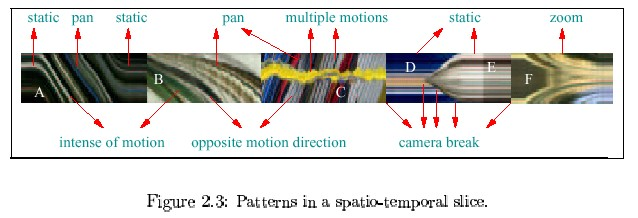 static pan static pan multiple motions static zoom
A B C D E F
intense of motion opposite motion direction camera break
Figure 2.3: Patterns in a spatio-temporal slice.